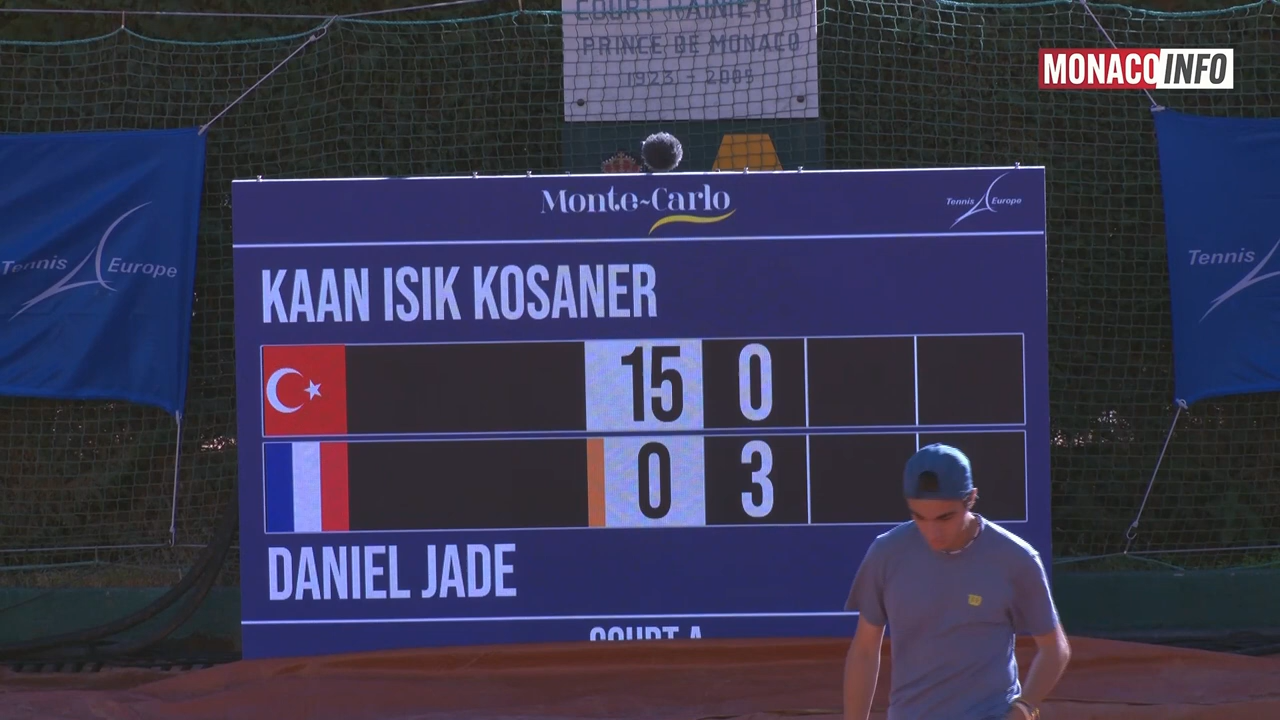 COURT RAINIER III
PRINCE DE MONACO
1923 - 2005
MONACO INFO
Monte~Carlo
Tennis Europe
Tennis Europe
Tennis
KAAN ISIK KOSANER
15 0
0 3
DANIEL JADE
COURT A